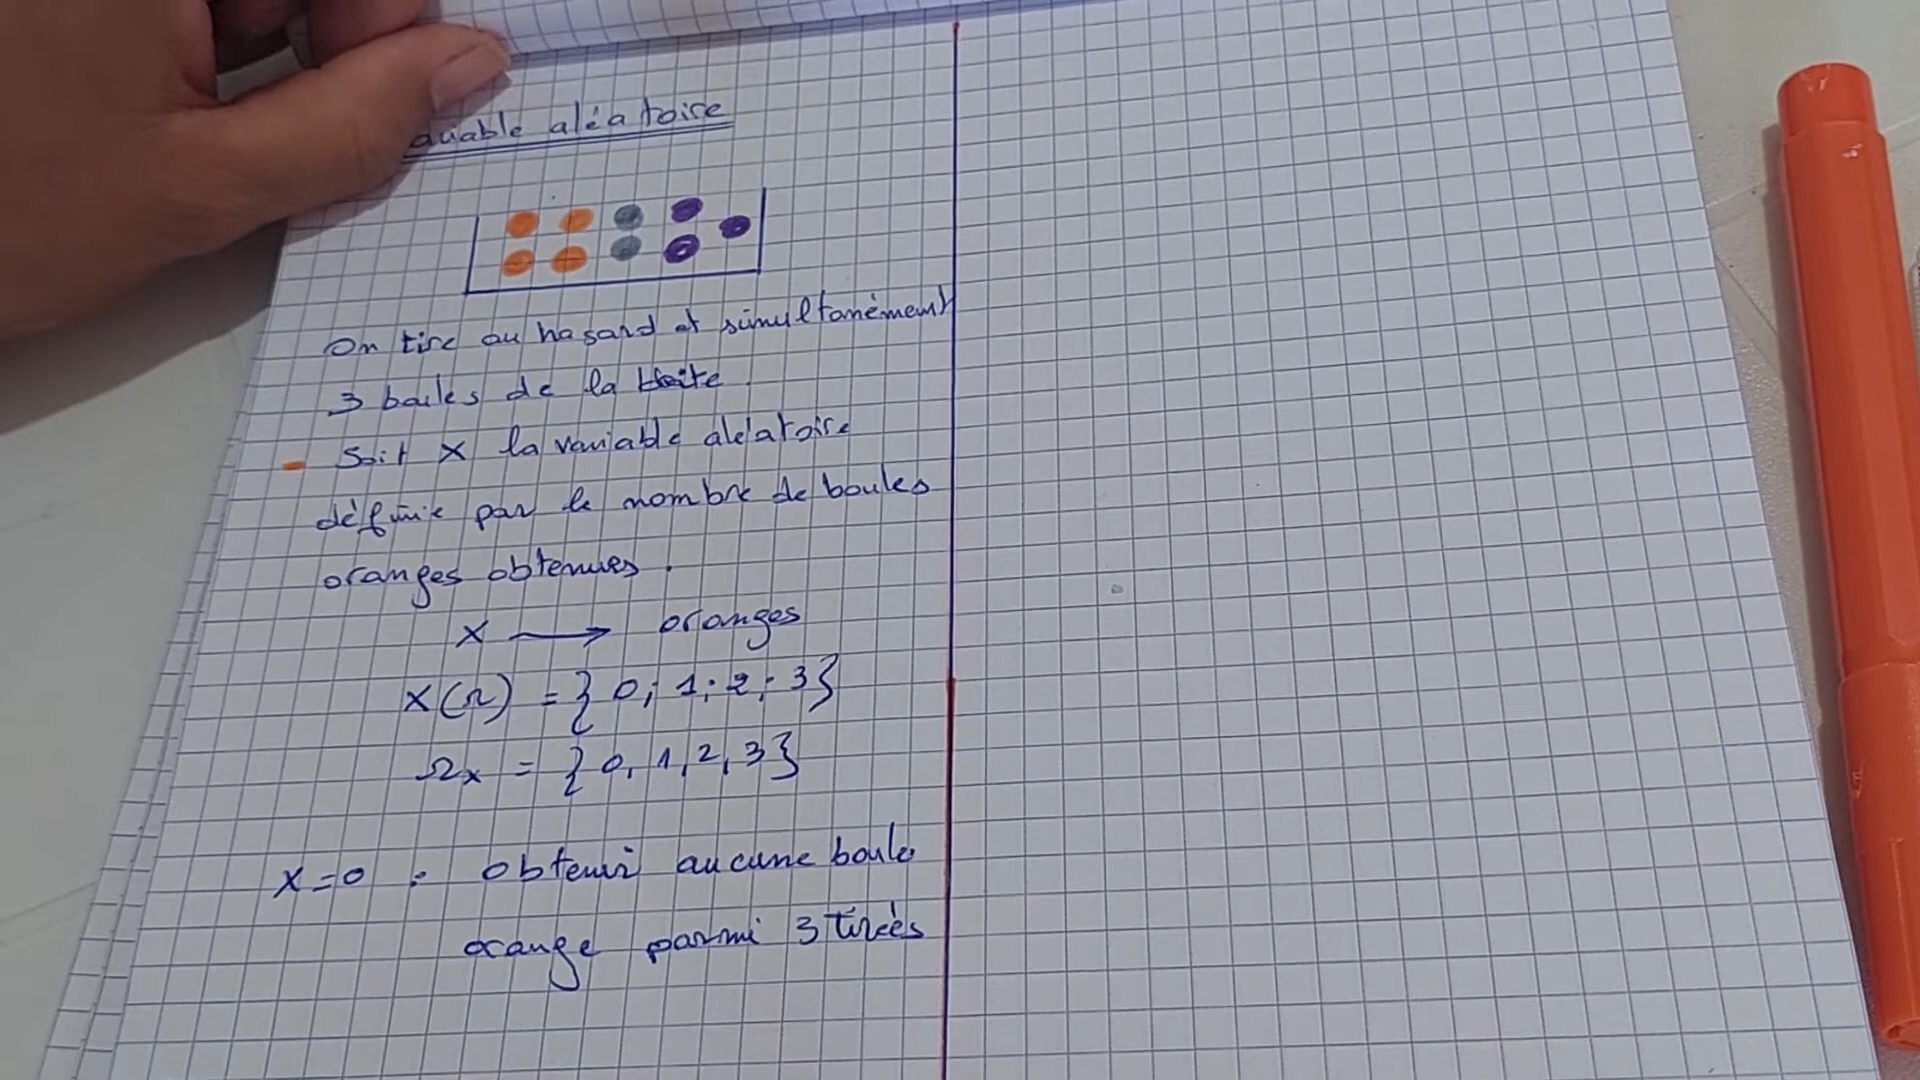 variable aléatoire
On tire au hasard et simultanément
3 boules de la boîte.
- Soit X la variable aléatoire
définie par le nombre de boules
oranges obtenues.
X → oranges
X(Ω) = { 0; 1; 2; 3}
Ωx = { 0, 1, 2, 3}
X=0 : obtenir aucune boule
orange parmi 3 tirées